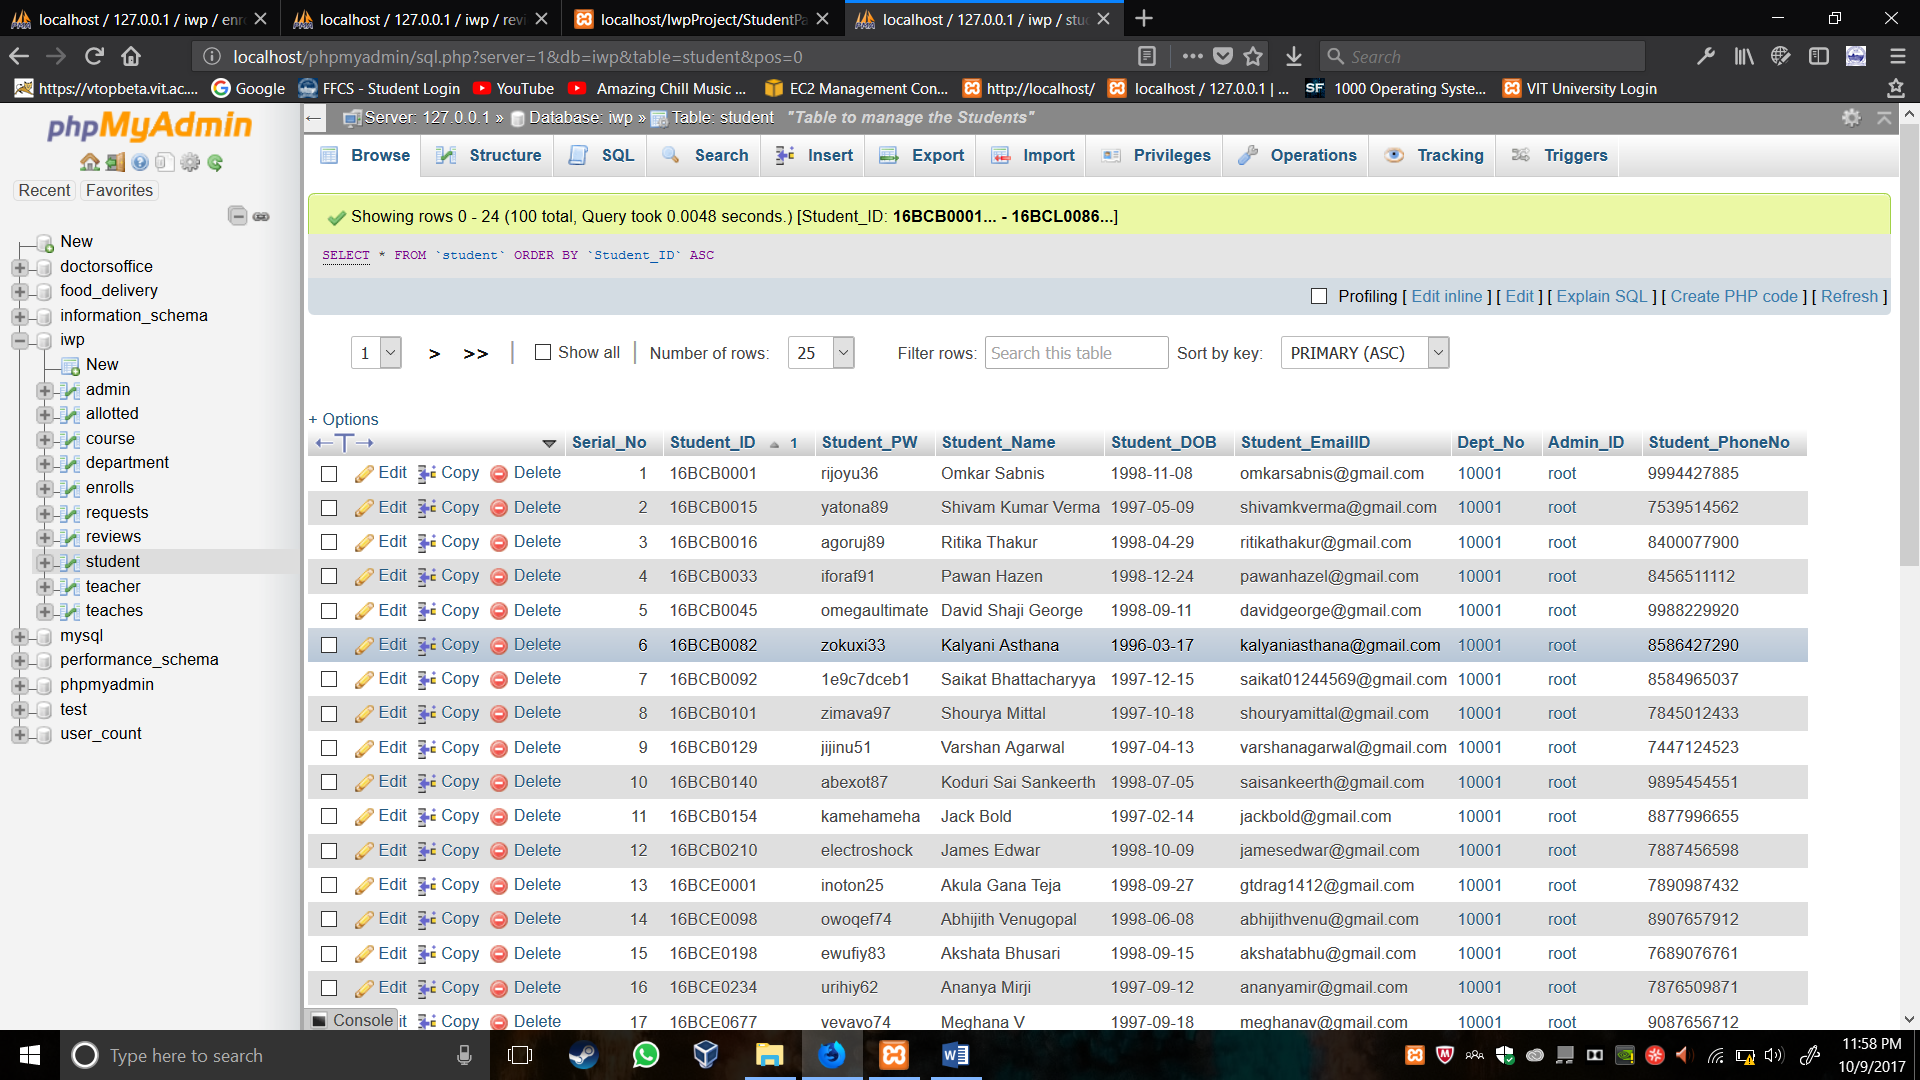 localhost / 127.0.0.1 / iwp / enr
localhost / 127.0.0.1 / iwp / revi
localhost/IwpProject/StudentPa
localhost / 127.0.0.1 / iwp / stu
localhost/phpmyadmin/sql.php?server=1&db=iwp&table=student&pos=0
Search
https://vtopbeta.vit.ac....
Google
FFCS - Student Login
YouTube
Amazing Chill Music ...
EC2 Management Con...
http://localhost/
localhost / 127.0.0.1 | ...
1000 Operating Syste...
VIT University Login
phpMyAdmin
Recent
Favorites
New
doctorsoffice
food_delivery
information_schema
iwp
New
admin
allotted
course
department
enrolls
requests
reviews
student
teacher
teaches
mysql
performance_schema
phpmyadmin
test
user_count
Server: 127.0.0.1 » Database: iwp » Table: student "Table to manage the Students"
Browse
Structure
SQL
Search
Insert
Export
Import
Privileges
Operations
Tracking
Triggers
Showing rows 0 - 24 (100 total, Query took 0.0048 seconds.) [Student_ID: 16BCB0001... - 16BCL0086...]
SELECT * FROM `student` ORDER BY `Student_ID` ASC
Profiling [ Edit inline ] [ Edit ] [ Explain SQL ] [ Create PHP code ] [ Refresh ]
1 > >> | Show all | Number of rows: 25 Filter rows: Search this table Sort by key: PRIMARY (ASC)
+ Options
←T→ Serial_No Student_ID 1 Student_PW Student_Name Student_DOB Student_EmailID Dept_No Admin_ID Student_PhoneNo
Edit Copy Delete 1 16BCB0001 rijoyu36 Omkar Sabnis 1998-11-08 omkarsabnis@gmail.com 10001 root 9994427885
Edit Copy Delete 2 16BCB0015 yatona89 Shivam Kumar Verma 1997-05-09 shivamkverma@gmail.com 10001 root 7539514562
Edit Copy Delete 3 16BCB0016 agoruj89 Ritika Thakur 1998-04-29 ritikathakur@gmail.com 10001 root 8400077900
Edit Copy Delete 4 16BCB0033 iforaf91 Pawan Hazen 1998-12-24 pawanhazel@gmail.com 10001 root 8456511112
Edit Copy Delete 5 16BCB0045 omegaultimate David Shaji George 1998-09-11 davidgeorge@gmail.com 10001 root 9988229920
Edit Copy Delete 6 16BCB0082 zokuxi33 Kalyani Asthana 1996-03-17 kalyaniasthana@gmail.com 10001 root 8586427290
Edit Copy Delete 7 16BCB0092 1e9c7dceb1 Saikat Bhattacharyya 1997-12-15 saikat01244569@gmail.com 10001 root 8584965037
Edit Copy Delete 8 16BCB0101 zimava97 Shourya Mittal 1997-10-18 shouryamittal@gmail.com 10001 root 7845012433
Edit Copy Delete 9 16BCB0129 jijinu51 Varshan Agarwal 1997-04-13 varshanagarwal@gmail.com 10001 root 7447124523
Edit Copy Delete 10 16BCB0140 abexot87 Koduri Sai Sankeerth 1998-07-05 saisankeerth@gmail.com 10001 root 9895454551
Edit Copy Delete 11 16BCB0154 kamehameha Jack Bold 1997-02-14 jackbold@gmail.com 10001 root 8877996655
Edit Copy Delete 12 16BCB0210 electroshock James Edwar 1998-10-09 jamesedwar@gmail.com 10001 root 7887456598
Edit Copy Delete 13 16BCE0001 inoton25 Akula Gana Teja 1998-09-27 gtdrag1412@gmail.com 10001 root 7890987432
Edit Copy Delete 14 16BCE0098 owoqef74 Abhijith Venugopal 1998-06-08 abhijithvenu@gmail.com 10001 root 8907657912
Edit Copy Delete 15 16BCE0198 ewufiy83 Akshata Bhusari 1998-09-15 akshatabhu@gmail.com 10001 root 7689076761
Edit Copy Delete 16 16BCE0234 urihiy62 Ananya Mirji 1997-09-12 ananyamir@gmail.com 10001 root 7876509871
Console it Copy Delete 17 16BCE0677 vevavo74 Meghana V 1997-09-18 meghanav@gmail.com 10001 root 9087656712
Type here to search
11:58 PM
10/9/2017